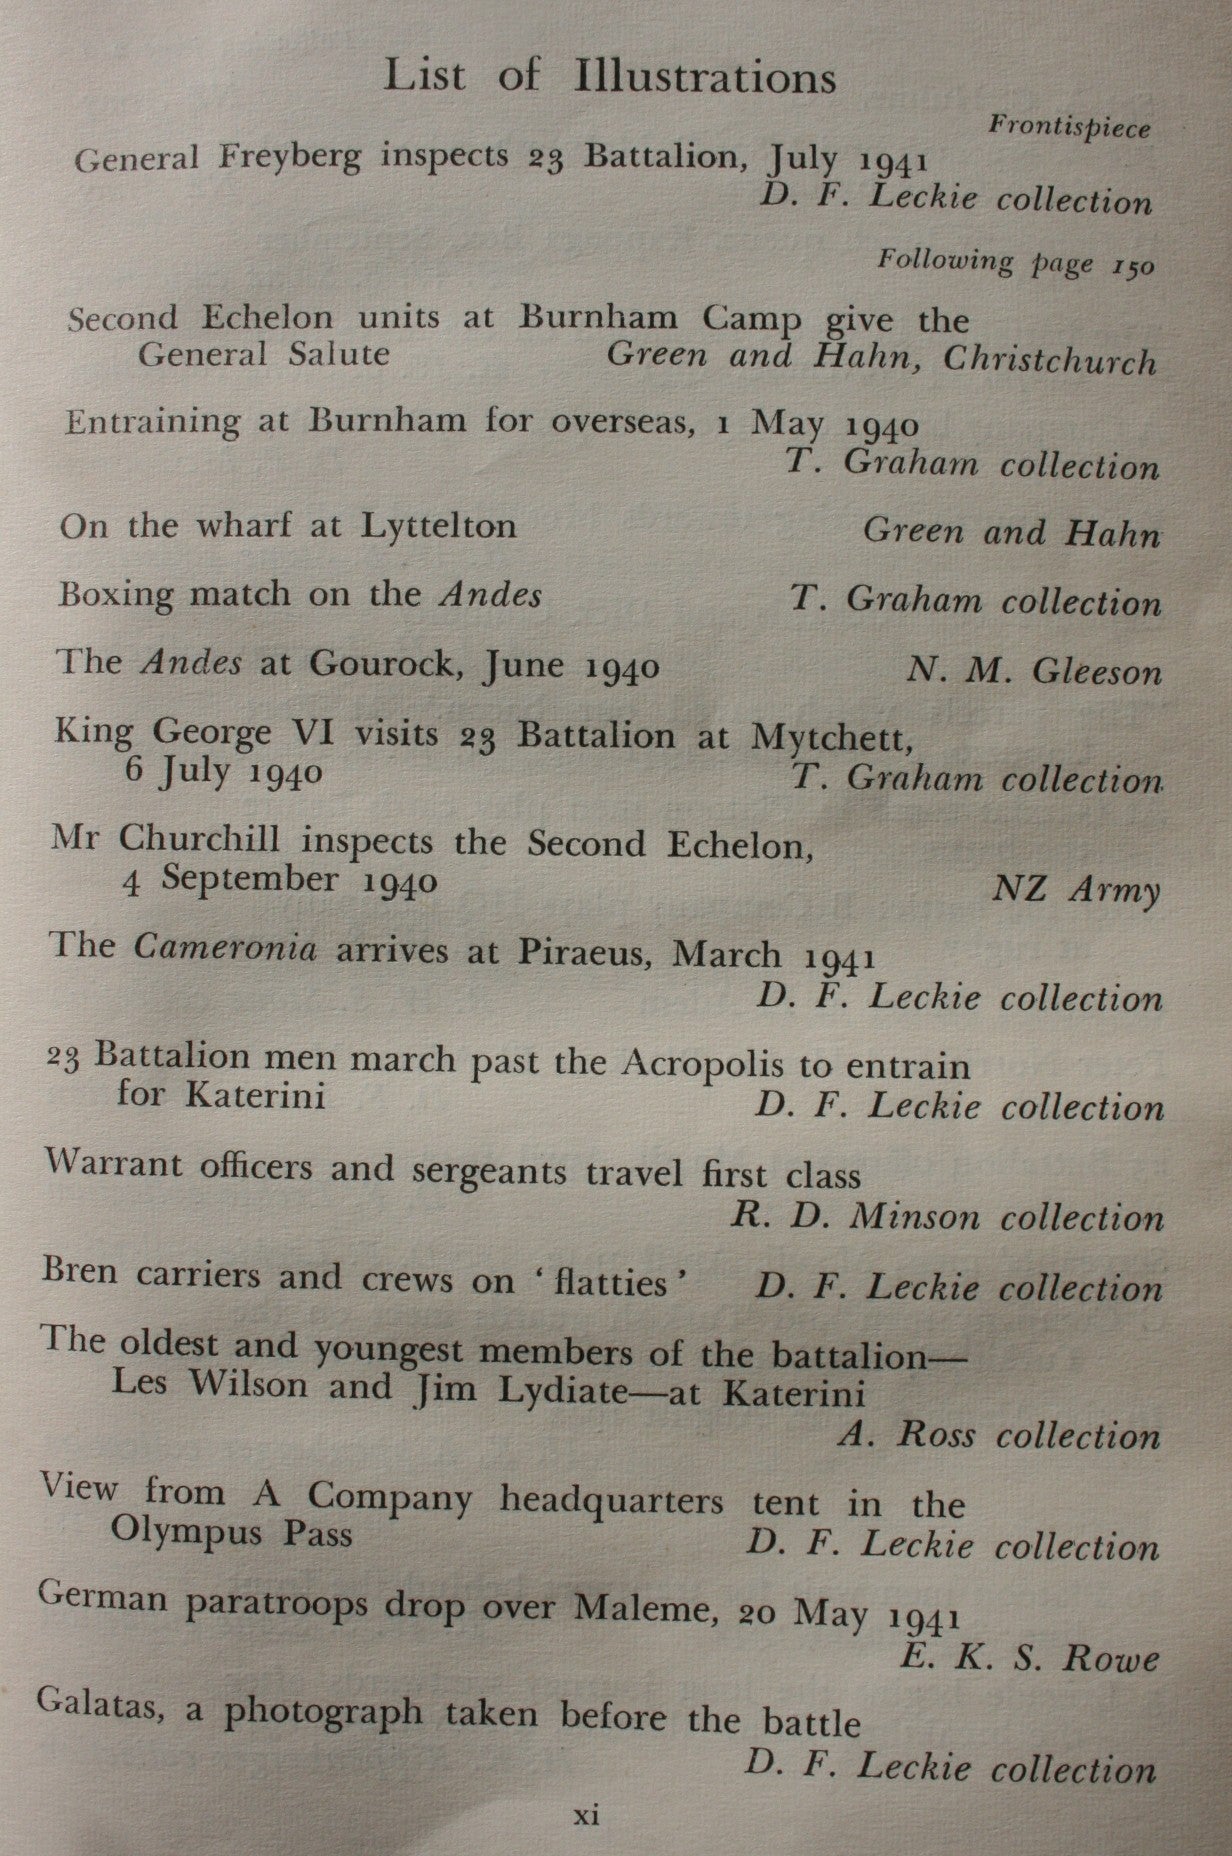 List of Illustrations
Frontispiece
General Freyberg inspects 23 Battalion, July 1941
D. F. Leckie collection
Following page 150
Second Echelon units at Burnham Camp give the
General Salute Green and Hahn, Christchurch
Entraining at Burnham for overseas, 1 May 1940
T. Graham collection
On the wharf at Lyttelton Green and Hahn
Boxing match on the Andes T. Graham collection
The Andes at Gourock, June 1940 N. M. Gleeson
King George VI visits 23 Battalion at Mytchett,
6 July 1940 T. Graham collection
Mr Churchill inspects the Second Echelon,
4 September 1940 NZ Army
The Cameronia arrives at Piraeus, March 1941
D. F. Leckie collection
23 Battalion men march past the Acropolis to entrain
for Katerini D. F. Leckie collection
Warrant officers and sergeants travel first class
R. D. Minson collection
Bren carriers and crews on ‘ flatties ’ D. F. Leckie collection
The oldest and youngest members of the battalion—
Les Wilson and Jim Lydiate—at Katerini
A. Ross collection
View from A Company headquarters tent in the
Olympus Pass D. F. Leckie collection
German paratroops drop over Maleme, 20 May 1941
E. K. S. Rowe
Galatas, a photograph taken before the battle
D. F. Leckie collection
xi